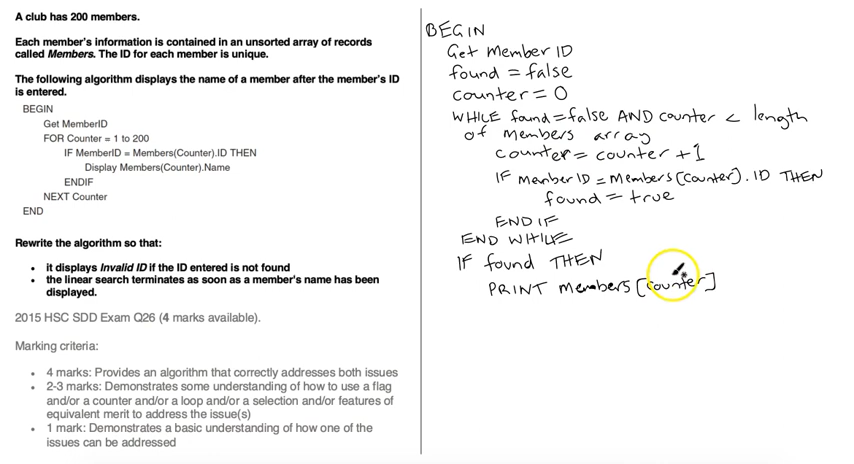 A club has 200 members.
Each member's information is contained in an unsorted array of records
called Members. The ID for each member is unique.
The following algorithm displays the name of a member after the member's ID
is entered.
BEGIN
Get MemberID
FOR Counter = 1 to 200
IF MemberID = Members(Counter).ID THEN
Display Members(Counter).Name
ENDIF
NEXT Counter
END
Rewrite the algorithm so that:
• it displays Invalid ID if the ID entered is not found
• the linear search terminates as soon as a member's name has been
displayed.
2015 HSC SDD Exam Q26 (4 marks available).
Marking criteria:
• 4 marks: Provides an algorithm that correctly addresses both issues
• 2-3 marks: Demonstrates some understanding of how to use a flag
and/or a counter and/or a loop and/or a selection and/or features of
equivalent merit to address the issue(s)
• 1 mark: Demonstrates a basic understanding of how one of the
issues can be addressed
BEGIN
Get Member ID
found = false
counter = 0
WHILE found = false AND counter < length
of Members array
counter = counter + 1
IF Member ID = Members (counter). ID THEN
found = true
END IF
END WHILE
IF found THEN
PRINT members [counter]